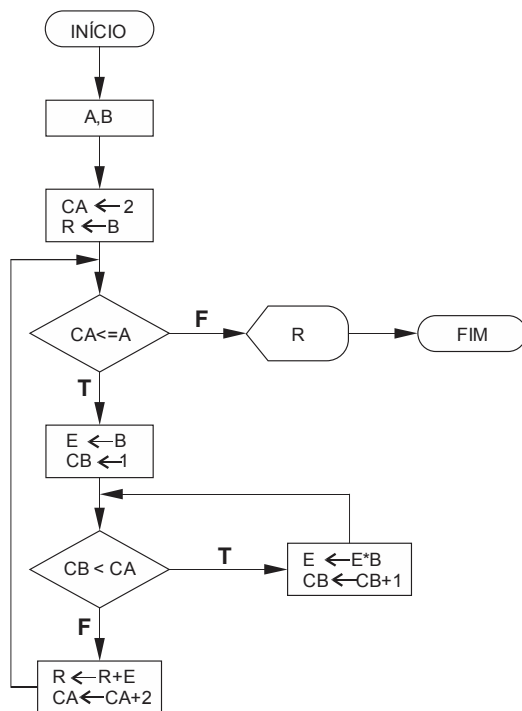 INÍCIO
A,B
CA ← 2
R ← B
CA<=A
F
R
FIM
T
E ← B
CB ← 1
CB < CA
T
E ← E*B
CB ← CB+1
F
R ← R+E
CA ← CA+2